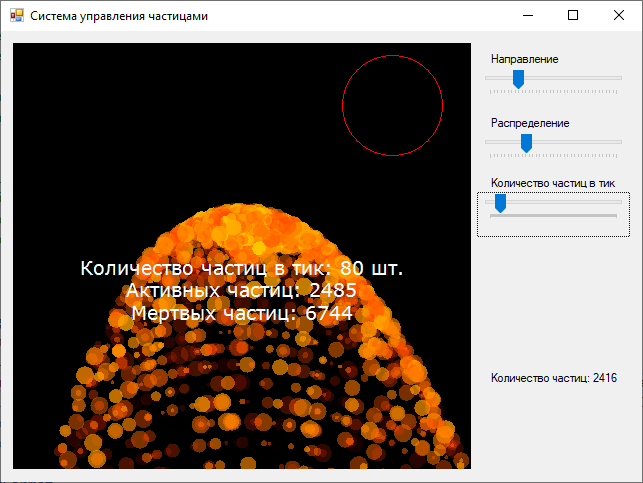 Система управления частицами
Направление
Распределение
Количество частиц в тик
Количество частиц в тик: 80 шт.
Активных частиц: 2485
Мертвых частиц: 6744
Количество частиц: 2416